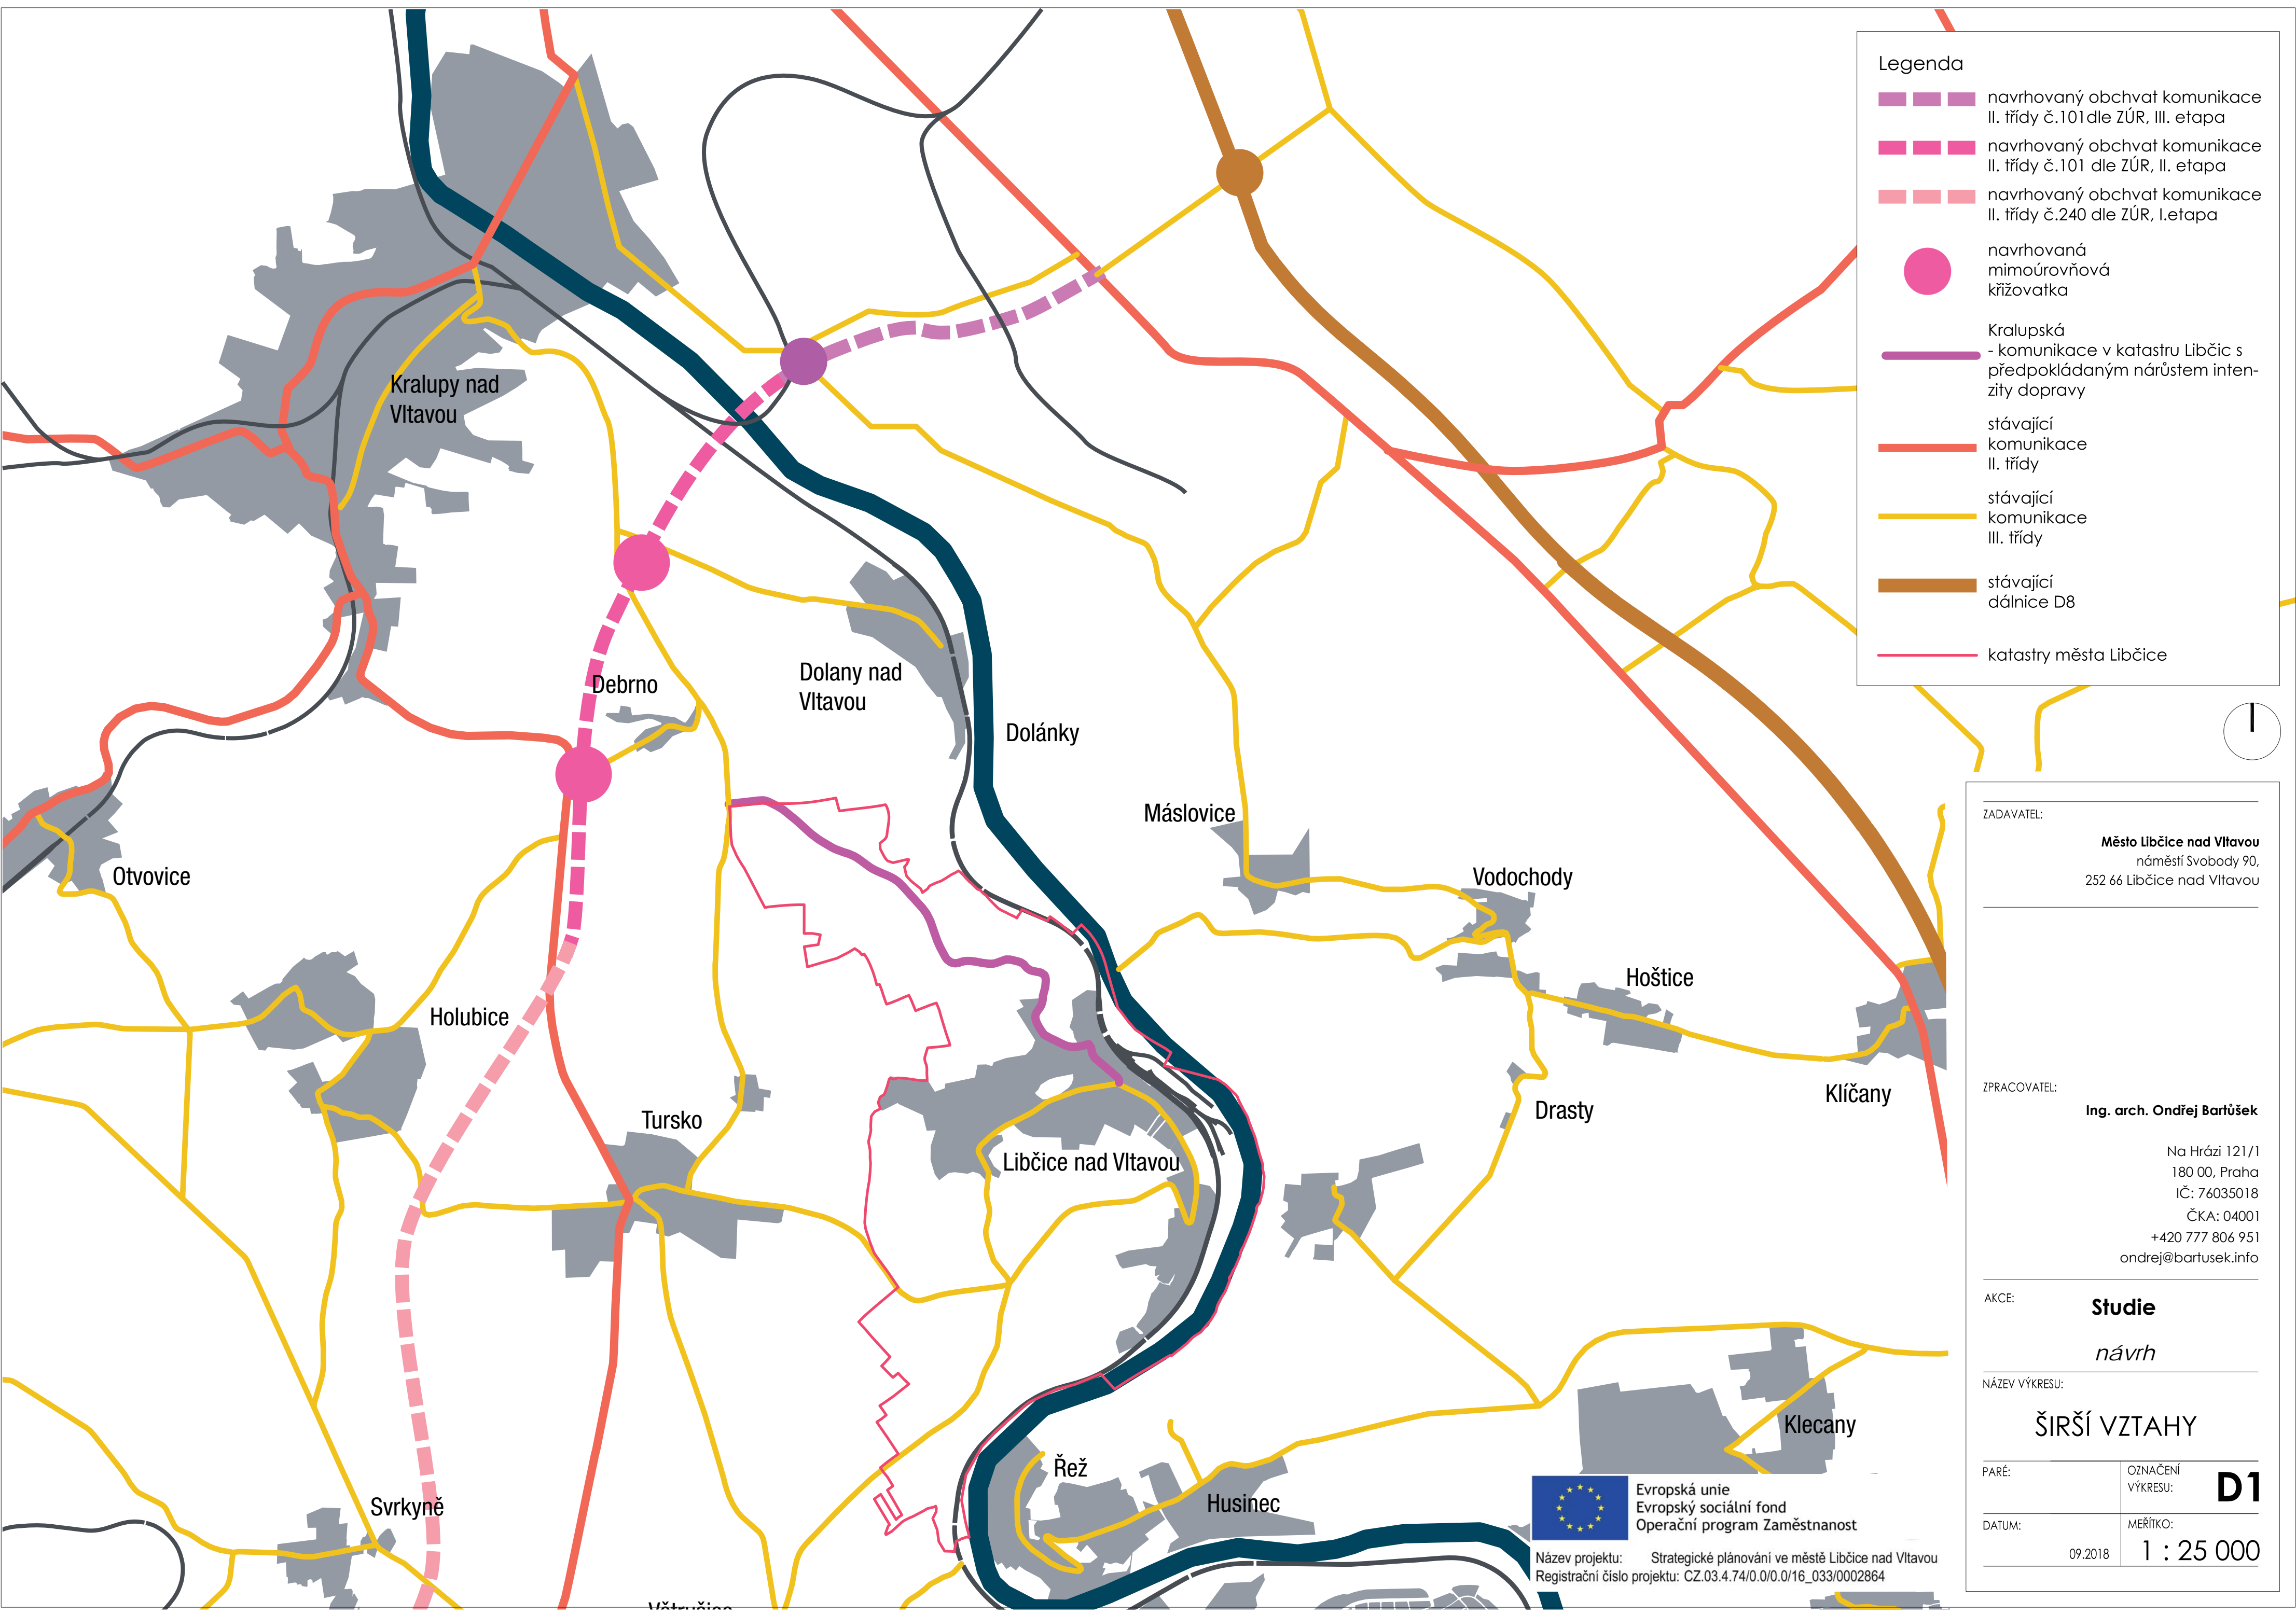 Legenda
navrhovaný obchvat komunikace
II. třídy č.101dle ZÚR, III. etapa
navrhovaný obchvat komunikace
II. třídy č.101 dle ZÚR, II. etapa
navrhovaný obchvat komunikace
II. třídy č.240 dle ZÚR, I.etapa
navrhovaná
mimoúrovňová
křižovatka
Kralupská
- komunikace v katastru Libčic s
předpokládaným nárůstem inten-
zity dopravy
stávající
komunikace
II. třídy
stávající
komunikace
III. třídy
stávající
dálnice D8
katastry města Libčice
Kralupy nad
Vltavou
Debrno
Dolany nad
Vltavou
Dolánky
Máslovice
Vodochody
Otvovice
Hoštice
Holubice
Klíčany
Drasty
Tursko
Libčice nad Vltavou
Klecany
Řež
Husinec
Svrkyně
ZADAVATEL:
Město Libčice nad Vltavou
náměstí Svobody 90,
252 66 Libčice nad Vltavou
ZPRACOVATEL:
Ing. arch. Ondřej Bartůšek
Na Hrázi 121/1
180 00, Praha
IČ: 76035018
ČKA: 04001
+420 777 806 951
ondrej@bartusek.info
AKCE:
Studie
návrh
NÁZEV VÝKRESU:
ŠIRŠÍ VZTAHY
PARÉ:
OZNAČENÍ
VÝKRESU:
D1
DATUM:
09.2018
MEŘÍTKO:
1 : 25 000
Evropská unie
Evropský sociální fond
Operační program Zaměstnanost
Název projektu: Strategické plánování ve městě Libčice nad Vltavou
Registrační číslo projektu: CZ.03.4.74/0.0/0.0/16_033/0002864